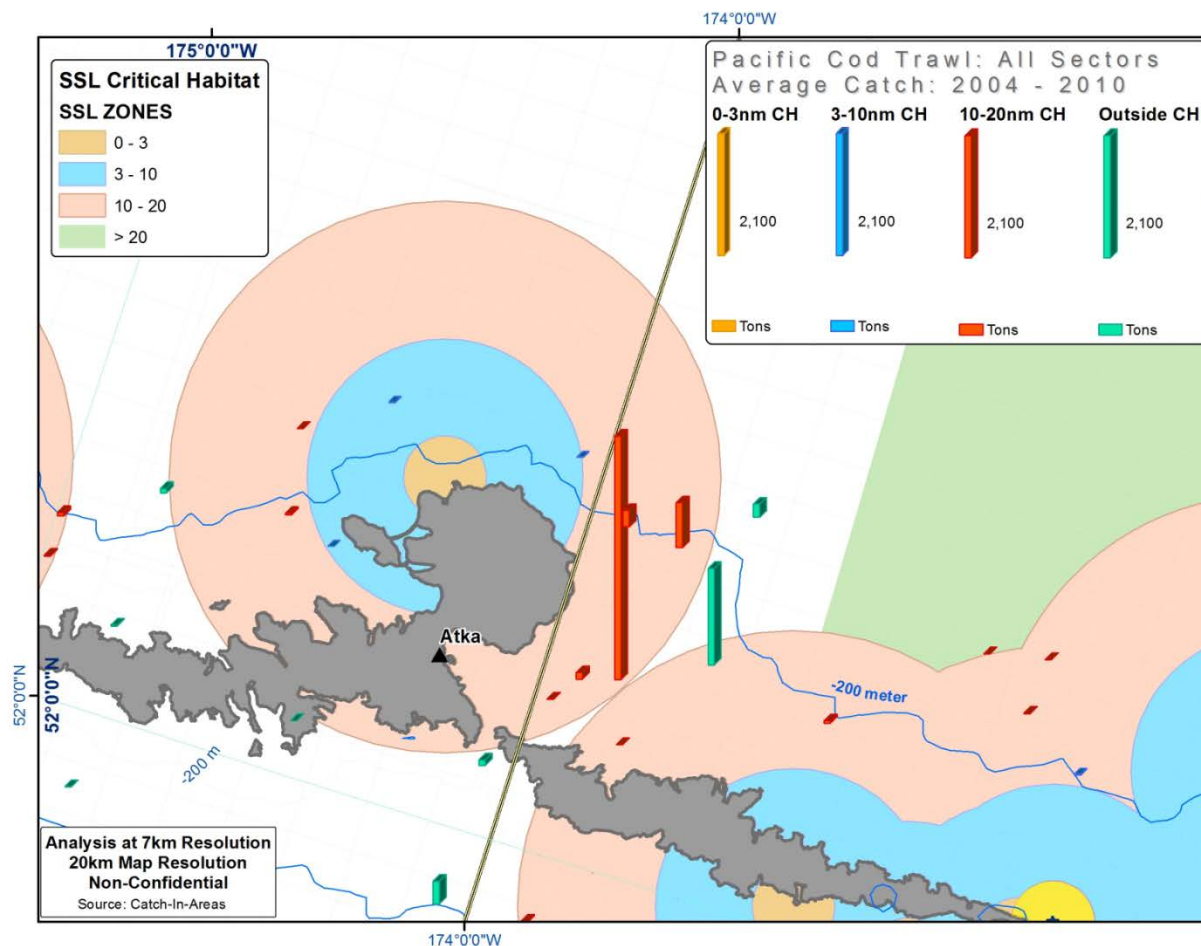 174°0'0"W
175°0'0"W
SSL Critical Habitat
SSL ZONES
0 - 3
3 - 10
10 - 20
> 20
Pacific Cod Trawl: All Sectors
Average Catch: 2004 - 2010
0-3nm CH 3-10nm CH 10-20nm CH Outside CH
2,100 2,100 2,100 2,100
Tons Tons Tons Tons
Atka
52°0'0"N
52°0'0"N
-200 meter
-200 m
Analysis at 7km Resolution
20km Map Resolution
Non-Confidential
Source: Catch-In-Areas
174°0'0"W